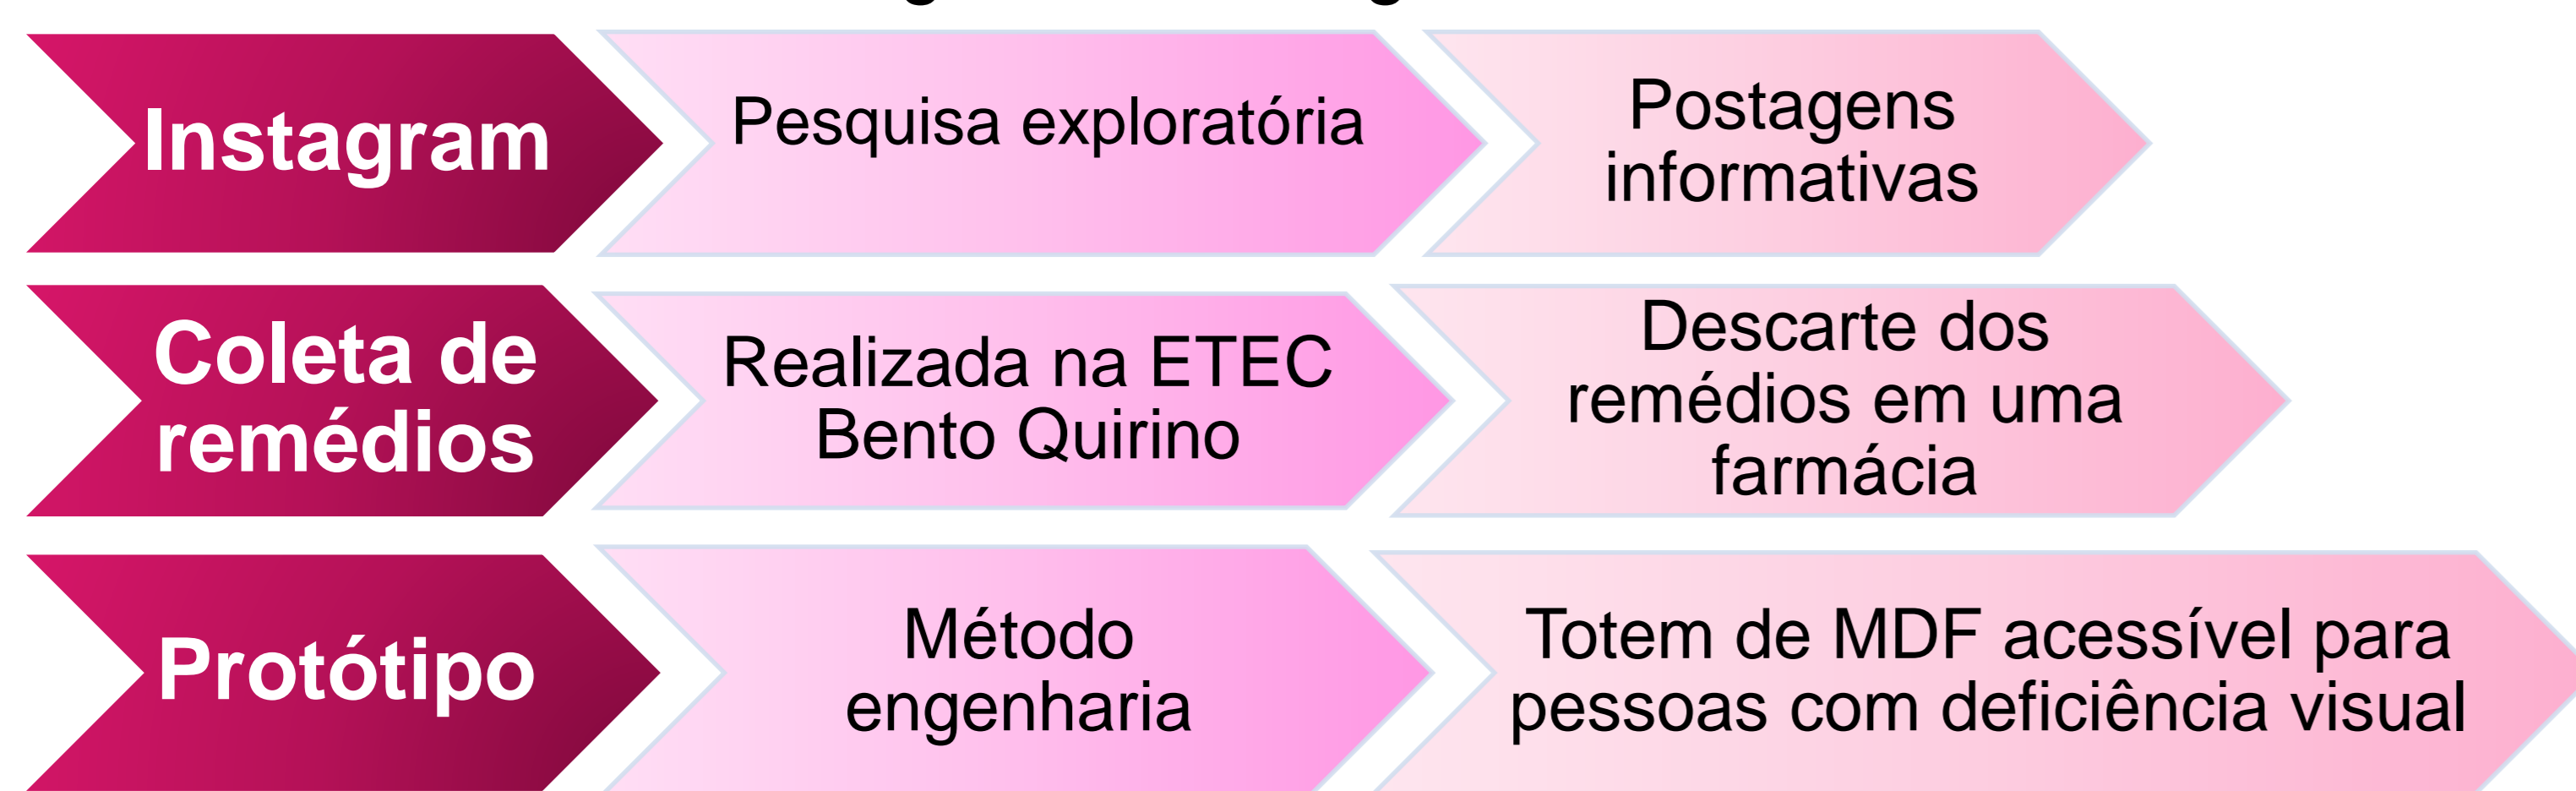 Instagram
Pesquisa exploratória
Postagens
informativas
Coleta de
remédios
Realizada na ETEC
Bento Quirino
Descarte dos
remédios em uma
farmácia
Protótipo
Método
engenharia
Totem de MDF acessível para
pessoas com deficiência visual